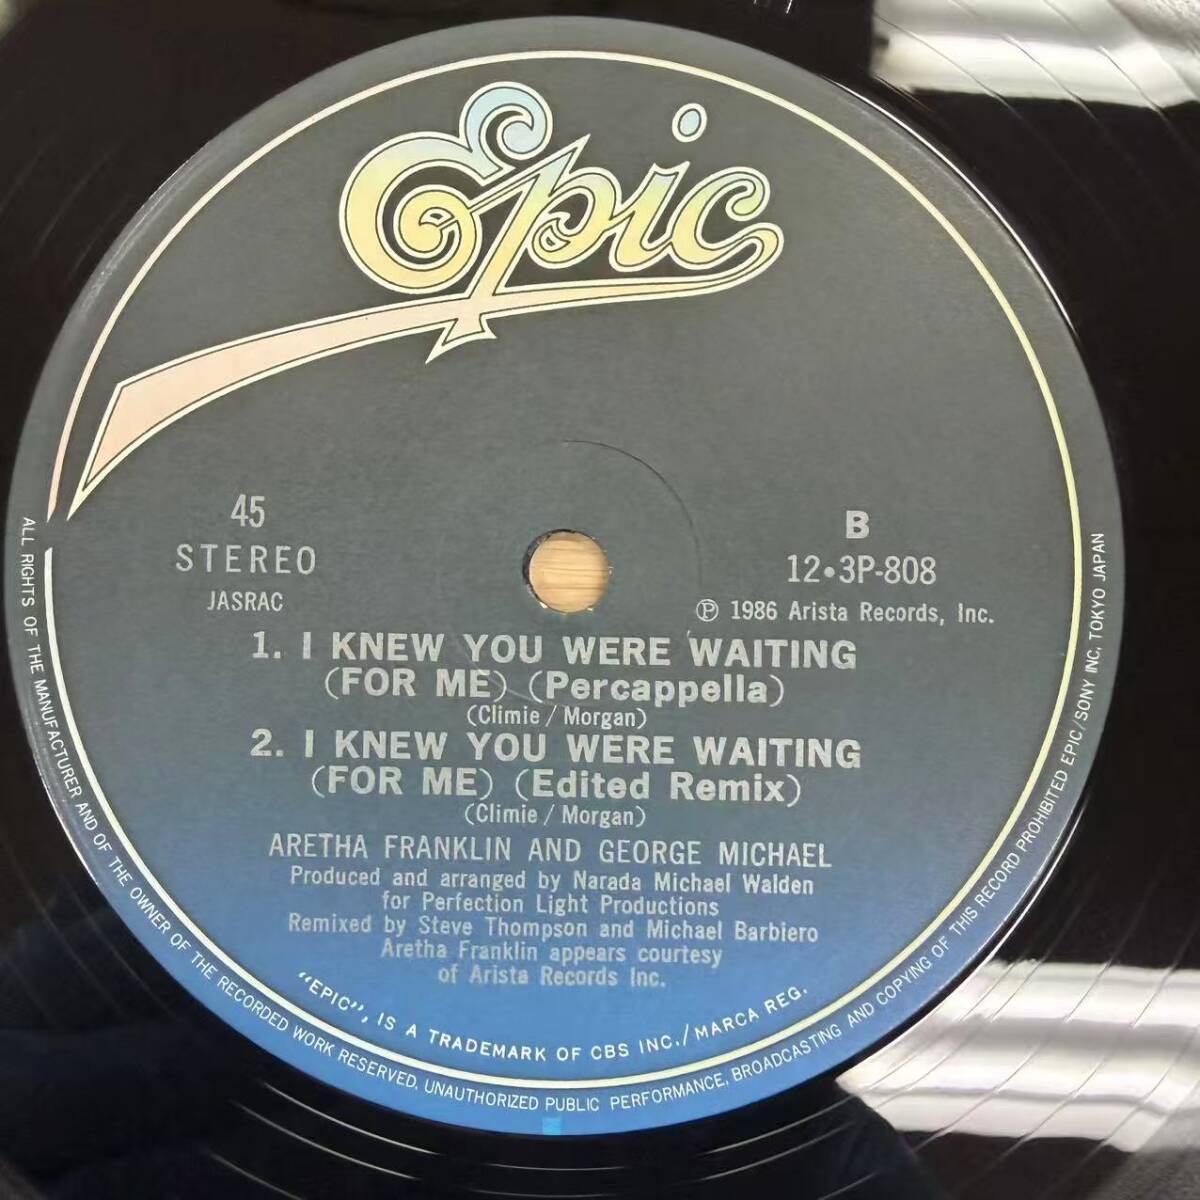 Epic
45
STEREO
JASRAC
B
12•3P-808
Ⓟ 1986 Arista Records, Inc.
1. I KNEW YOU WERE WAITING
(FOR ME) (Percappella)
(Climie / Morgan)
2. I KNEW YOU WERE WAITING
(FOR ME) (Edited Remix)
(Climie / Morgan)
ARETHA FRANKLIN AND GEORGE MICHAEL
Produced and arranged by Narada Michael Walden
for Perfection Light Productions
Remixed by Steve Thompson and Michael Barbiero
Aretha Franklin appears courtesy
of Arista Records Inc.
"EPIC", IS A TRADEMARK OF CBS INC./MARCA REG.
ALL RIGHTS OF THE MANUFACTURER AND OF THE OWNER OF THE RECORDED WORK RESERVED. UNAUTHORIZED PUBLIC PERFORMANCE, BROADCASTING AND COPYING OF THIS RECORD PROHIBITED EPIC/SONY INC, TOKYO JAPAN